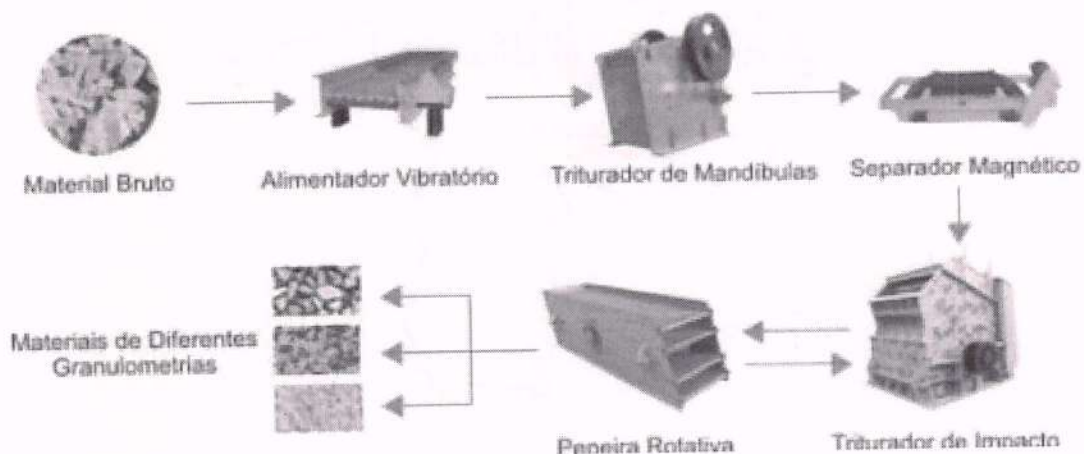 Material Bruto
Alimentador Vibratório
Triturador de Mandíbulas
Separador Magnético
Materiais de Diferentes
Granulometrias
Peneira Rotativa
Triturador de Impacto